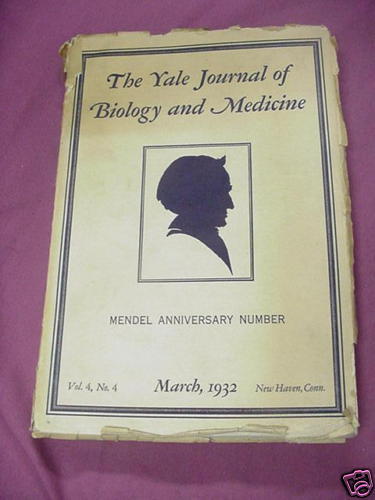 The Yale Journal of
Biology and Medicine
MENDEL ANNIVERSARY NUMBER
Vol. 4, No. 4 March, 1932 New Haven, Conn.